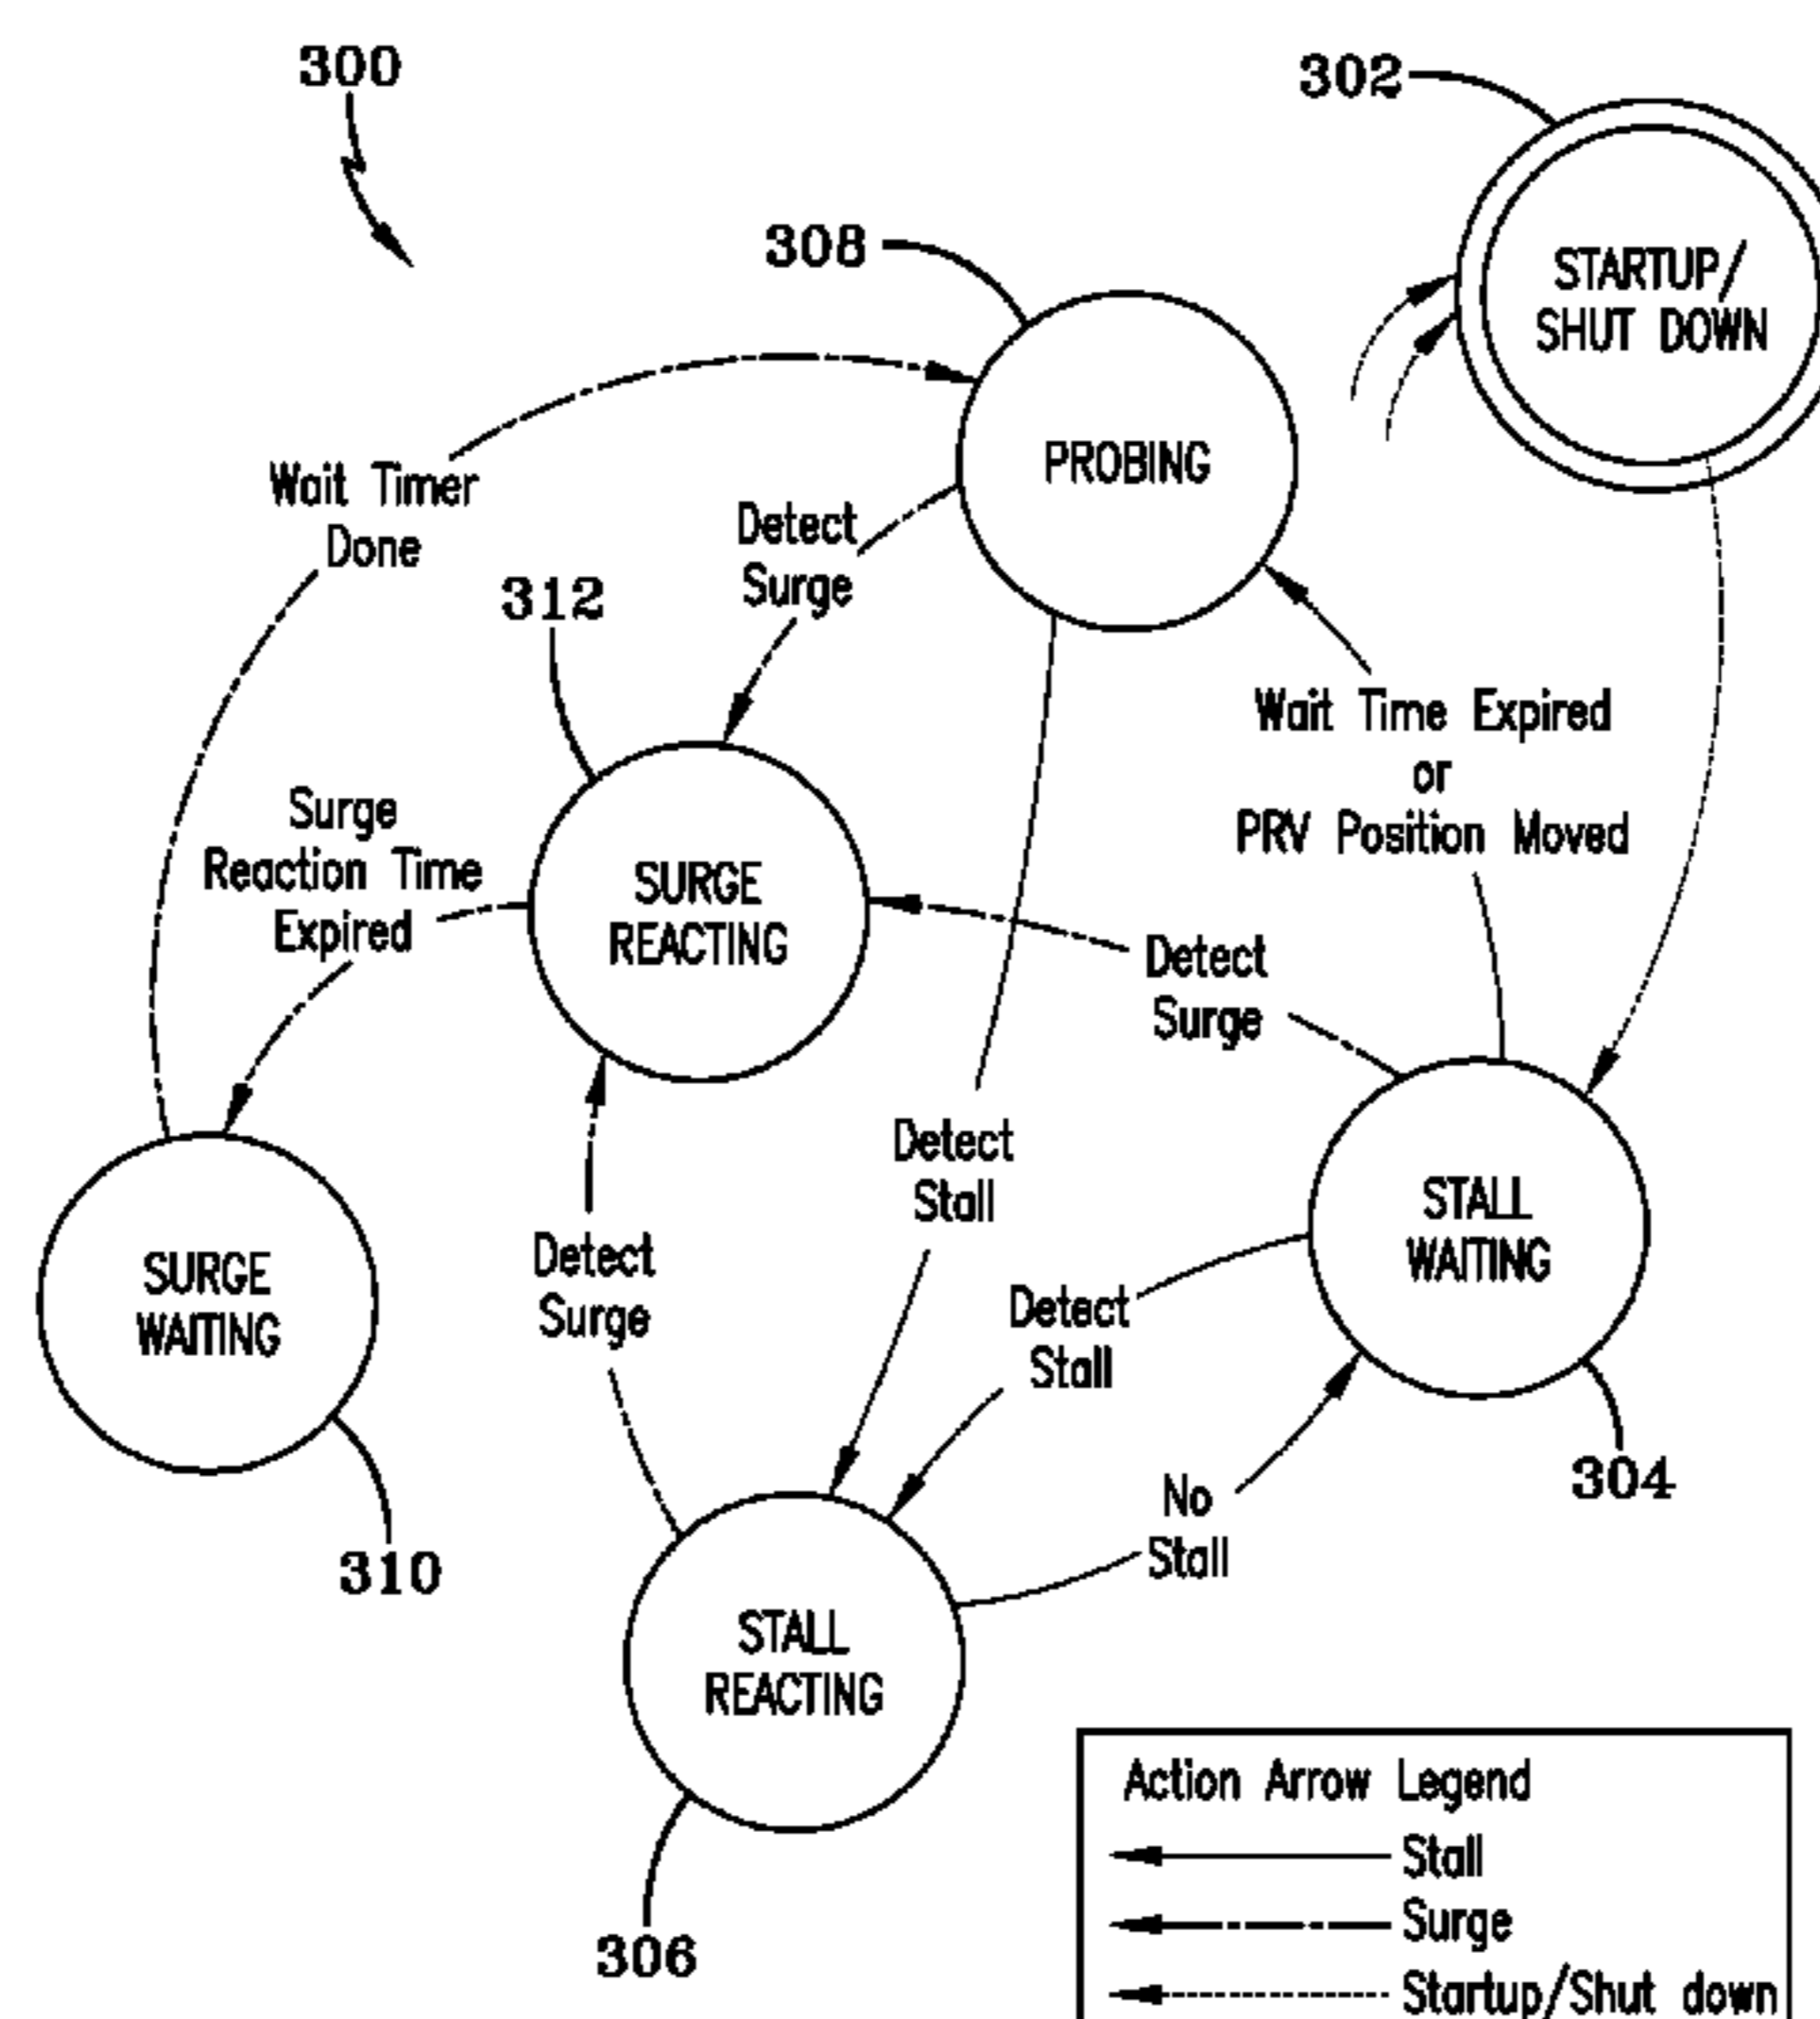 300
302
308
STARTUP/
SHUT DOWN
PROBING
Wait Timer
Done
Detect
Surge
312
Wait Time Expired
or
PRV Position Moved
Surge
Reaction Time
Expired
SURGE
REACTING
Detect
Surge
Detect
Stall
STALL
WAITING
Detect
Surge
SURGE
WAITING
Detect
Stall
304
No
Stall
310
STALL
REACTING
306
Action Arrow Legend
Stall
Surge
Startup/Shut down